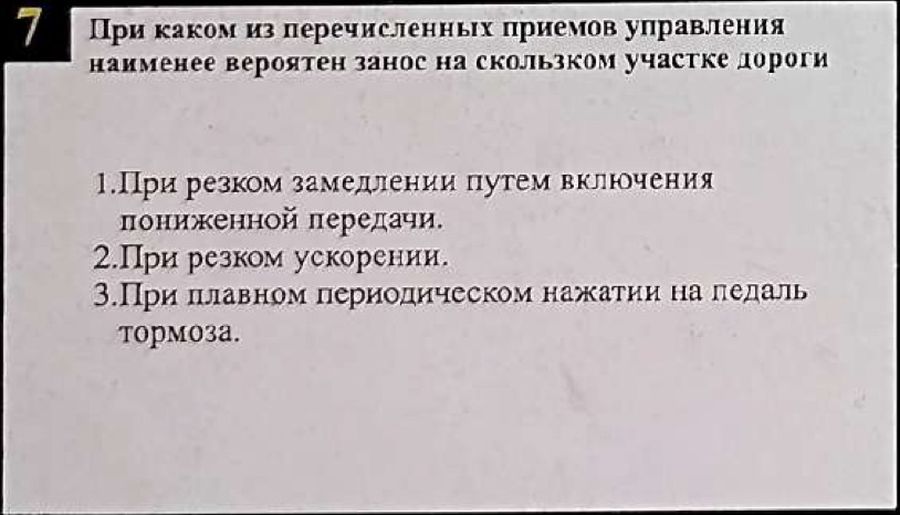 7
При каком из перечисленных приемов управления
наименее вероятен занос на скользком участке дороги
1.При резком замедлении путем включения
пониженной передачи.
2.При резком ускорении.
3.При плавном периодическом нажатии на педаль
тормоза.